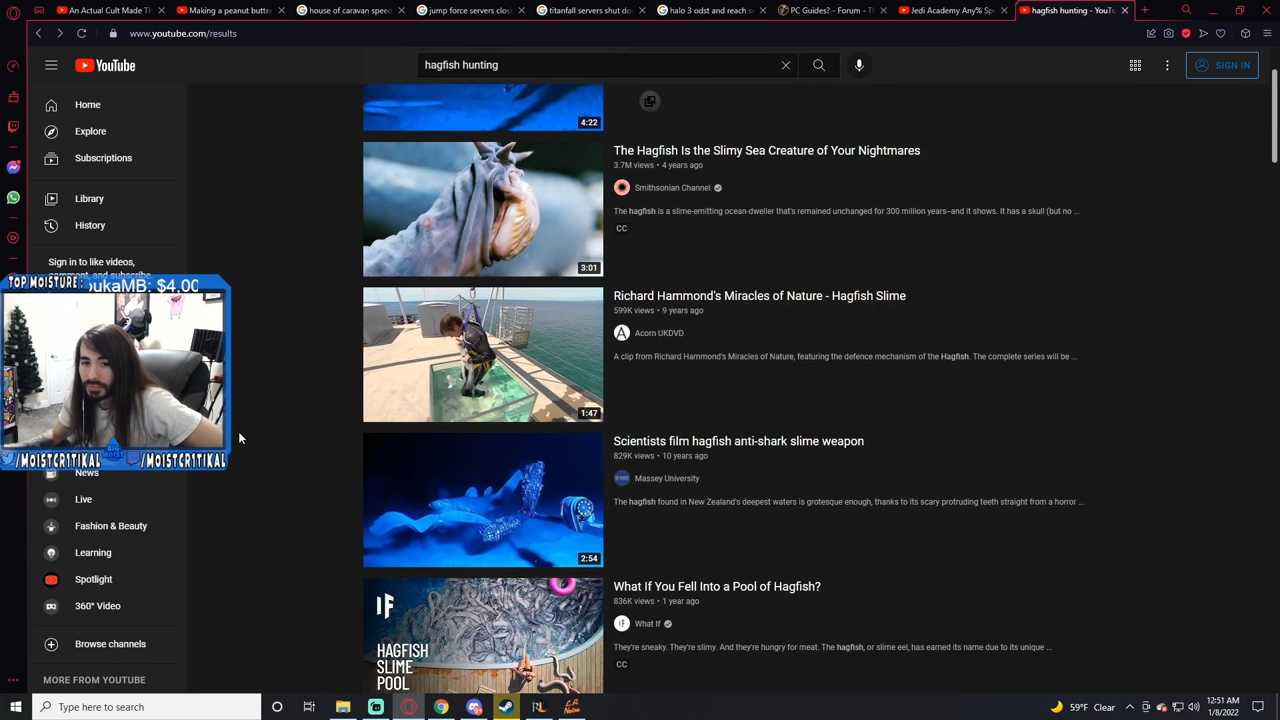 An Actual Cult Made Th
Making a peanut butter
house of caravan speed
jump force servers close
titanfall servers shut do
halo 3 odst and reach se
PC Guides? - Forum - Th
Jedi Academy Any% Sp
hagfish hunting - YouTu
www.youtube.com/results
YouTube
hagfish hunting
SIGN IN
Home
Explore
Subscriptions
Library
History
Sign in to like videos,
comment, and subscribe.
TOP MOISTURE:
oukaMB: $4,00
/MOISTCR1TIKAL
/MOISTCR1TIKAL
News
Live
Fashion & Beauty
Learning
Spotlight
360° Video
Browse channels
MORE FROM YOUTUBE
4:22
The Hagfish Is the Slimy Sea Creature of Your Nightmares
3.7M views • 4 years ago
Smithsonian Channel
The hagfish is a slime-emitting ocean-dweller that's remained unchanged for 300 million years–and it shows. It has a skull (but no ...
CC
3:01
Richard Hammond's Miracles of Nature - Hagfish Slime
599K views • 9 years ago
Acorn UKDVD
A clip from Richard Hammond's Miracles of Nature, featuring the defence mechanism of the Hagfish. The complete series will be ...
1:47
Scientists film hagfish anti-shark slime weapon
829K views • 10 years ago
Massey University
The hagfish found in New Zealand's deepest waters is grotesque enough, thanks to its scary protruding teeth straight from a horror ...
2:54
What If You Fell Into a Pool of Hagfish?
836K views • 1 year ago
What If
They're sneaky. They're slimy. And they're hungry for meat. The hagfish, or slime eel, has earned its name due to its unique ...
CC
IF
HAGFISH
SLIME
POOL
Type here to search
59°F Clear
12:51 AM
1/8/2022